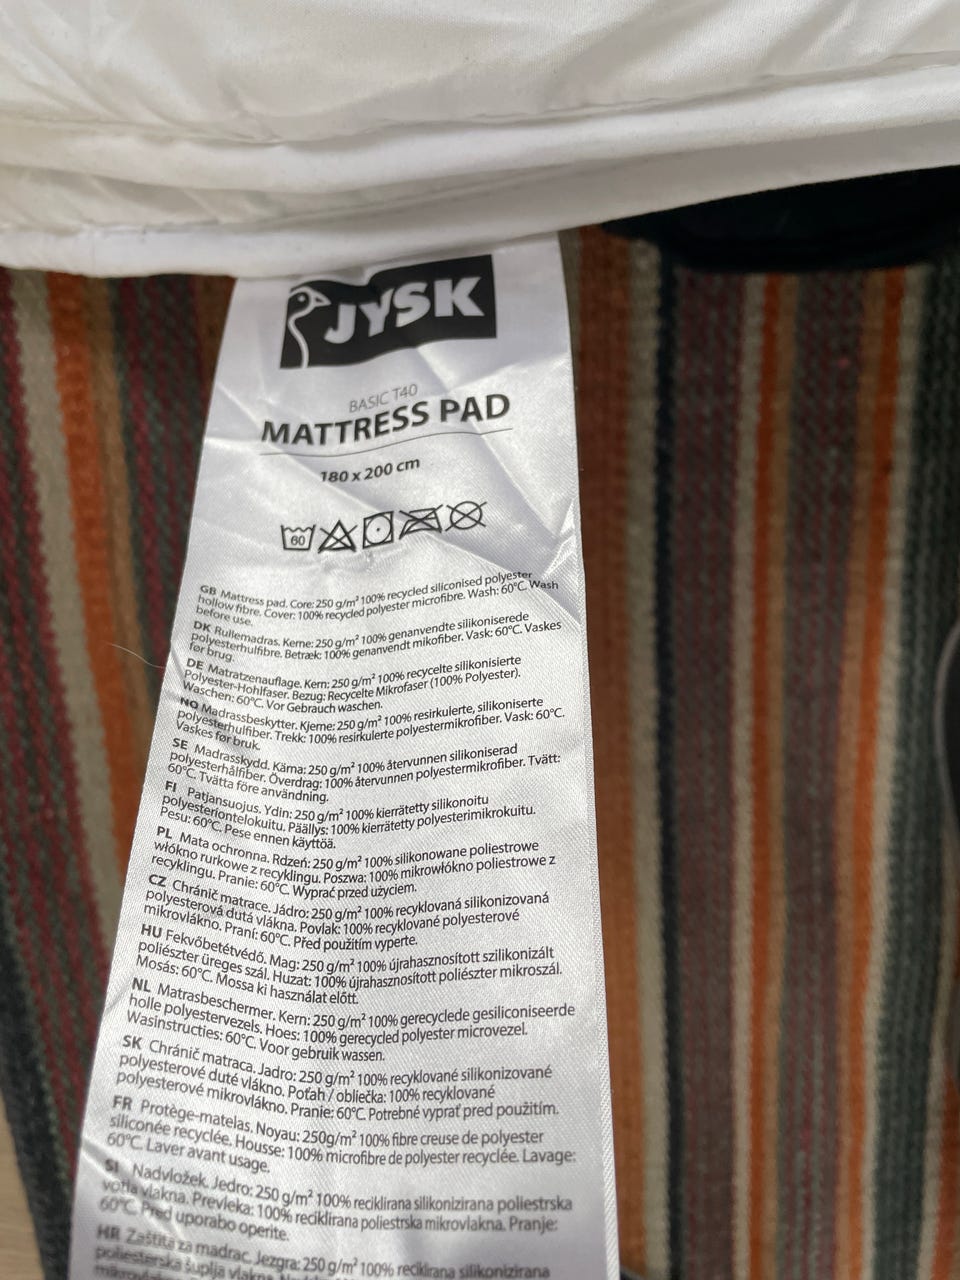 JYSK
BASIC T40
MATTRESS PAD
180 x 200 cm
60
GB Mattress pad. Core: 250 g/m² 100% recycled siliconised polyester
hollow fibre. Cover: 100% recycled polyester microfibre. Wash: 60°C. Wash
before use.
DK Rullemadras. Kerne: 250 g/m² 100% genanvendte silikoniserede
polyesterhulfibre. Betræk: 100% genanvendt mikofiber. Vask: 60°C. Vaskes
før brug.
DE Matratzenauflage. Kern: 250 g/m² 100% recycelte silikonisierte
Polyester-Hohlfaser. Bezug: Recycelte Mikrofaser (100% Polyester).
Waschen: 60°C. Vor Gebrauch waschen.
NO Madrassbeskytter. Kjerne: 250 g/m² 100% resirkulerte, silikoniserte
polyesterhulfiber. Trekk: 100% resirkulerte polyestermikrofiber. Vask: 60°C.
Vaskes før bruk.
SE Madrasskydd. Kärna: 250 g/m² 100% återvunnen silikoniserad
polyesterhålfiber. Överdrag: 100% återvunnen polyestermikrofiber. Tvätt:
60°C. Tvätta före användning.
FI Patjansuojus. Ydin: 250 g/m² 100% kierrätetty silikonoitu
polyesteriontelokuitu. Päällys: 100% kierrätetty polyesterimikrokuitu.
Pesu: 60°C. Pese ennen käyttöä.
PL Mata ochronna. Rdzeń: 250 g/m² 100% silikonowane poliestrowe
włókno rurkowe z recyklingu. Poszwa: 100% mikrowłókno poliestrowe z
recyklingu. Pranie: 60°C. Wyprać przed użyciem.
CZ Chránič matrace. Jádro: 250 g/m² 100% recyklovaná silikonizovaná
polyesterová dutá vlákna. Povlak: 100% recyklované polyesterové
mikrovlákno. Praní: 60°C. Před použitím vyperte.
HU Fekvőbetétvédő. Mag: 250 g/m² 100% újrahasznosított szilikonizált
poliészter üreges szál. Huzat: 100% újrahasznosított poliészter mikroszál.
Mosás: 60°C. Mossa ki használat előtt.
NL Matrasbeschermer. Kern: 250 g/m² 100% gerecyclede gesiliconiseerde
holle polyestervezels. Hoes: 100% gerecycled polyester microvezel.
Wasinstructies: 60°C. Voor gebruik wassen.
SK Chránič matraca. Jadro: 250 g/m² 100% recyklované silikonizované
polyesterové duté vlákno. Poťah / obliečka: 100% recyklované
polyesterové mikrovlákno. Pranie: 60°C. Potrebné vyprať pred použitím.
FR Protège-matelas. Noyau: 250g/m² 100% fibre creuse de polyester
siliconée recyclée. Housse: 100% microfibre de polyester recyclée. Lavage:
60°C. Laver avant usage.
SI Nadvložek. Jedro: 250 g/m² 100% reciklirana silikonizirana poliestrska
votla vlakna. Prevleka: 100% reciklirana poliestrska mikrovlakna. Pranje:
60°C. Pred uporabo operite.
HR Zaštita za madrac. Jezgra: 250 g/m² 100% reciklirana silikonizirana
poliesterska šuplja vlakna.